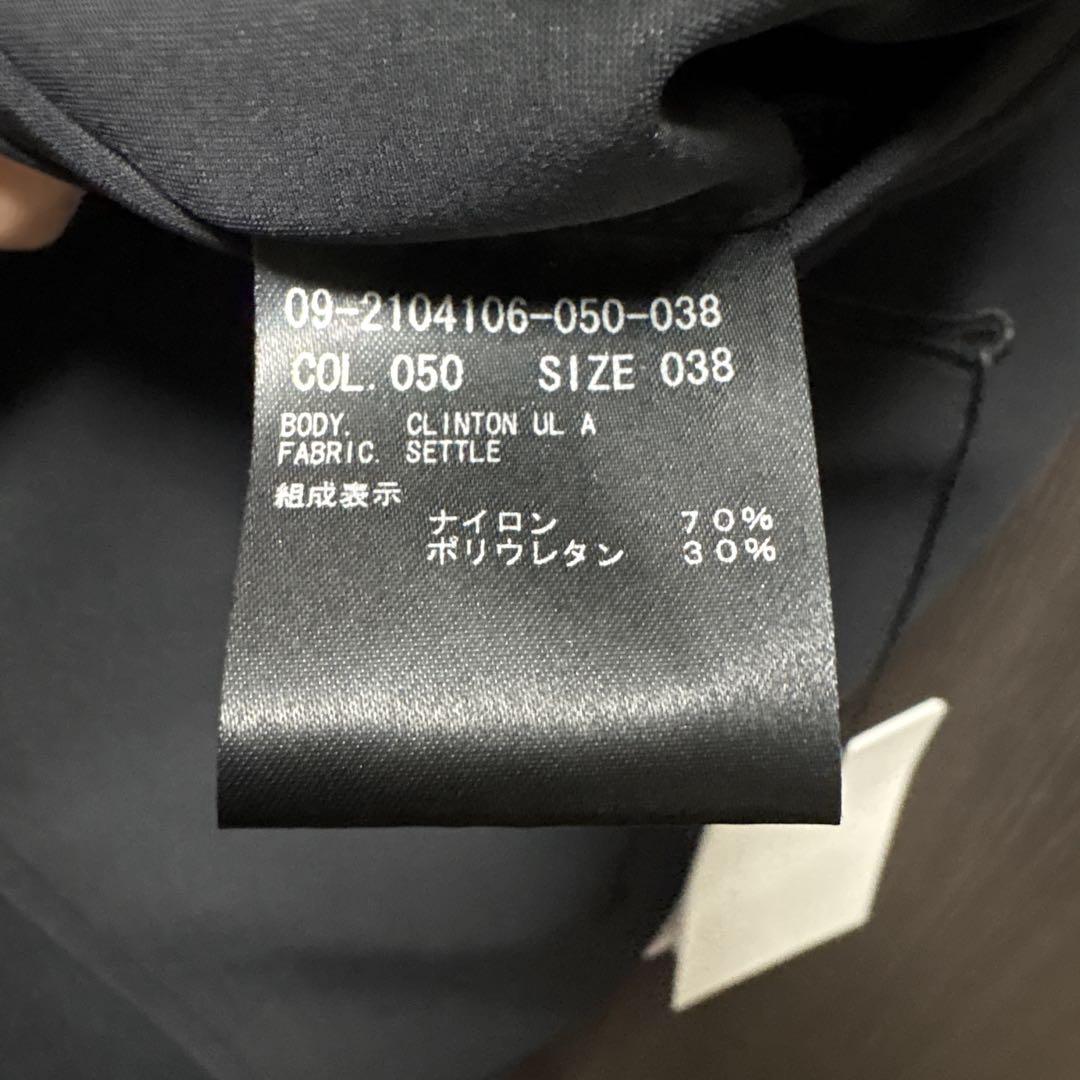 09-2104106-050-038
COL. 050 SIZE 038
BODY. CLINTON UL A
FABRIC. SETTLE
組成表示
ナイロン ７０％
ポリウレタン ３０％